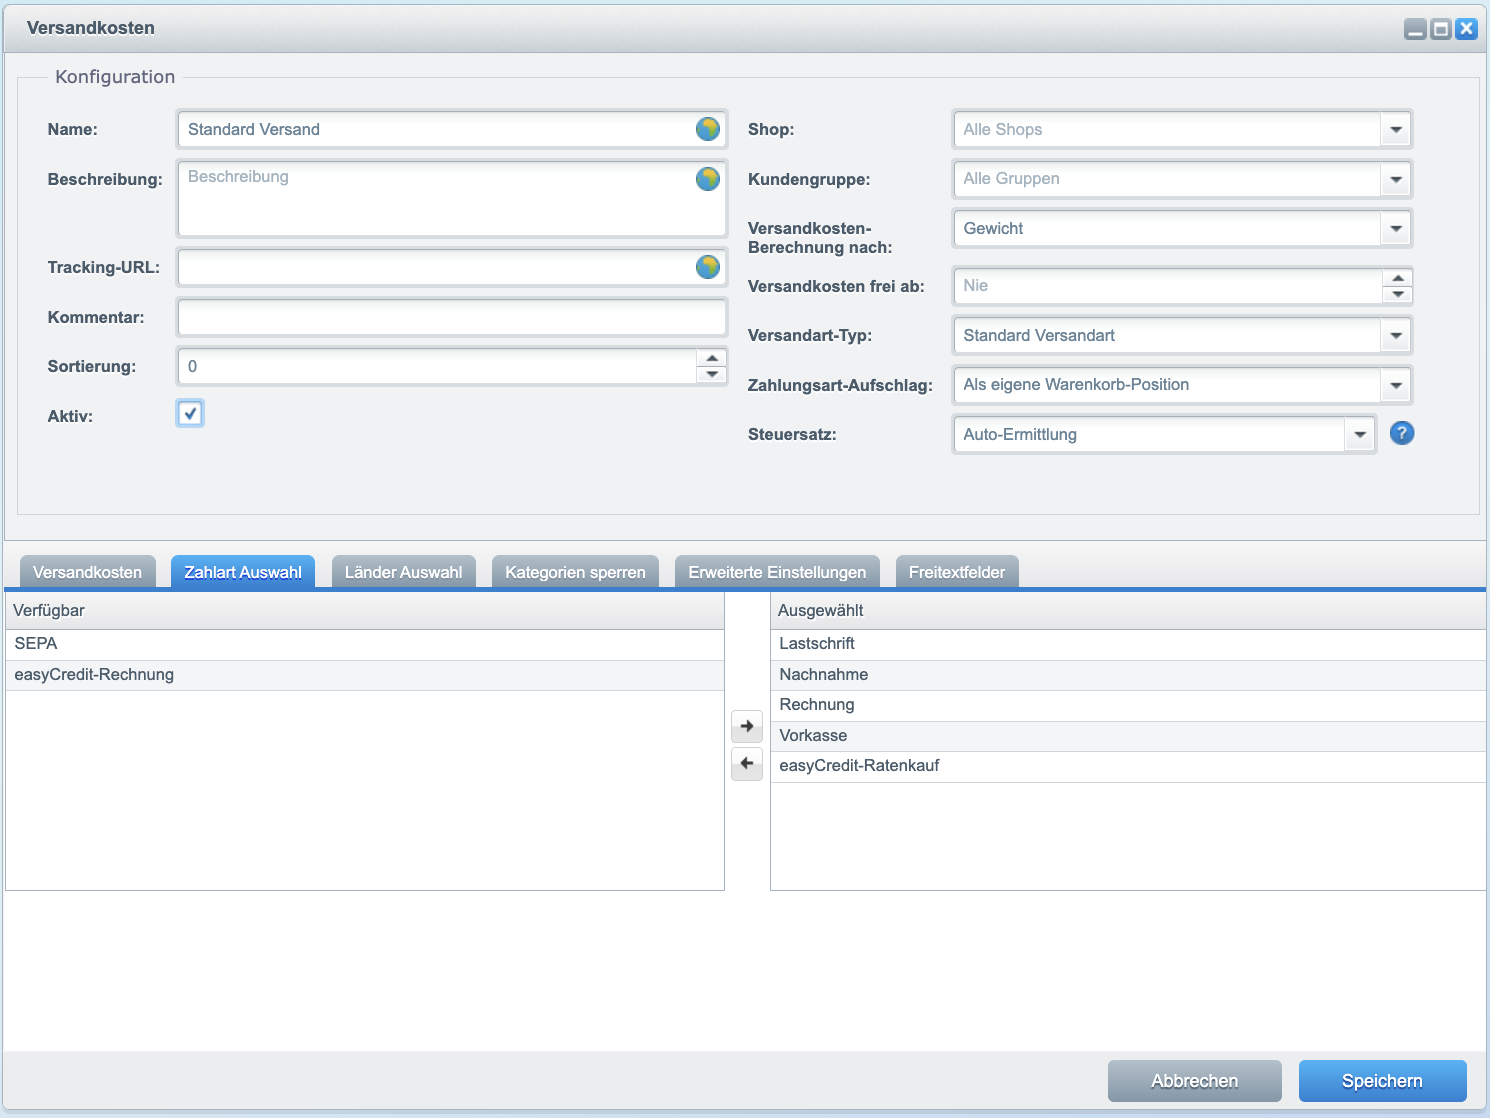 Versandkosten
Konfiguration
Name: Standard Versand
Beschreibung: Beschreibung
Tracking-URL:
Kommentar:
Sortierung: 0
Aktiv:
Shop: Alle Shops
Kundengruppe: Alle Gruppen
Versandkosten-
Berechnung nach: Gewicht
Versandkosten frei ab: Nie
Versandart-Typ: Standard Versandart
Zahlungsart-Aufschlag: Als eigene Warenkorb-Position
Steuersatz: Auto-Ermittlung ?
Versandkosten Zahlart Auswahl Länder Auswahl Kategorien sperren Erweiterte Einstellungen Freitextfelder
Verfügbar
SEPA
easyCredit-Rechnung
Ausgewählt
Lastschrift
Nachnahme
Rechnung
Vorkasse
easyCredit-Ratenkauf
Abbrechen Speichern